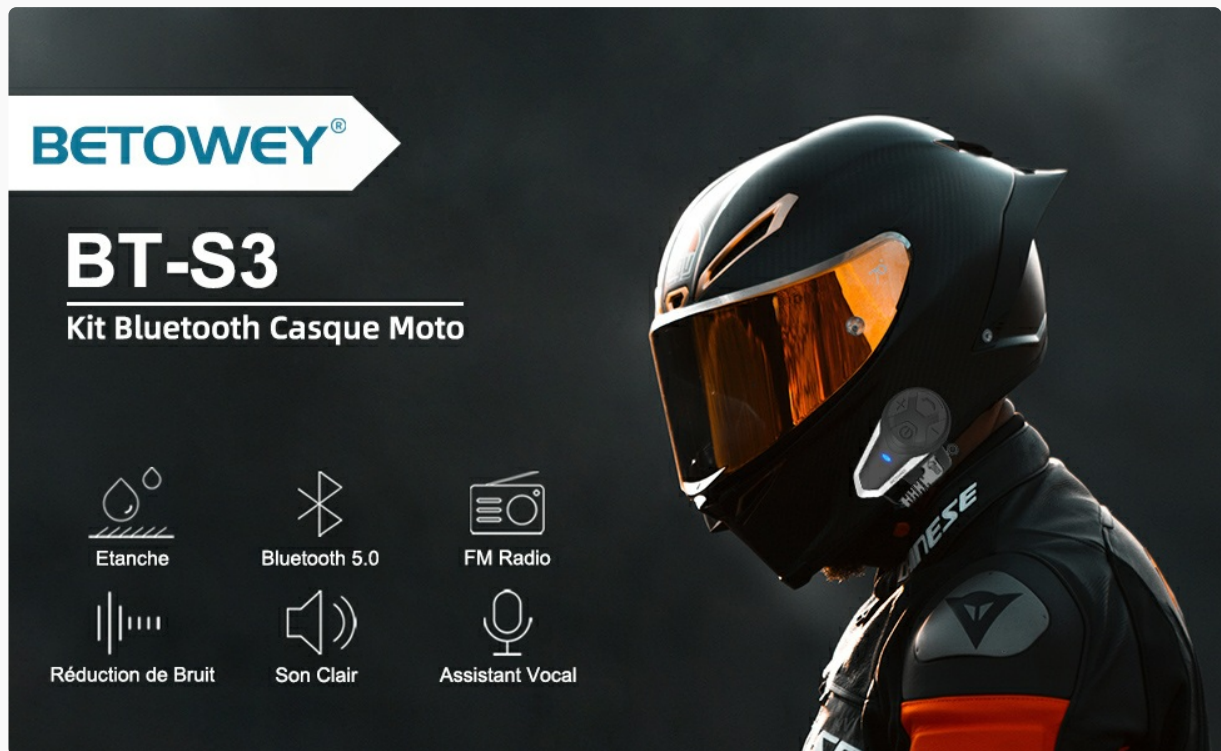 BETOWEY®
BT-S3
Kit Bluetooth Casque Moto
Etanche
Bluetooth 5.0
FM Radio
Réduction de Bruit
Son Clair
Assistant Vocal